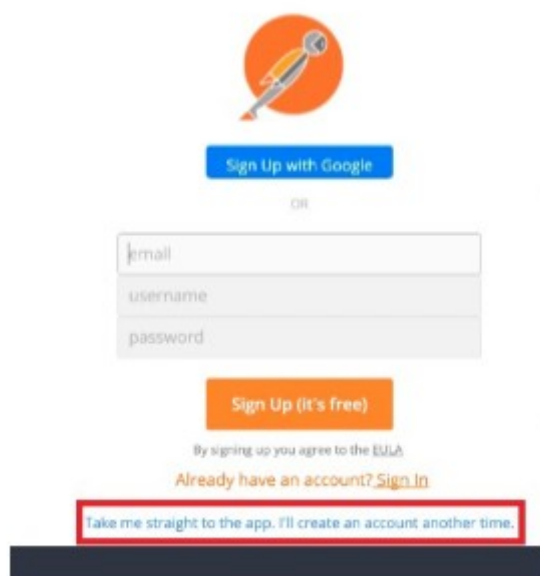 Sign Up with Google
OR
email
username
password
Sign Up (it's free)
By signing up you agree to the EULA
Already have an account? Sign In
Take me straight to the app. I'll create an account another time.